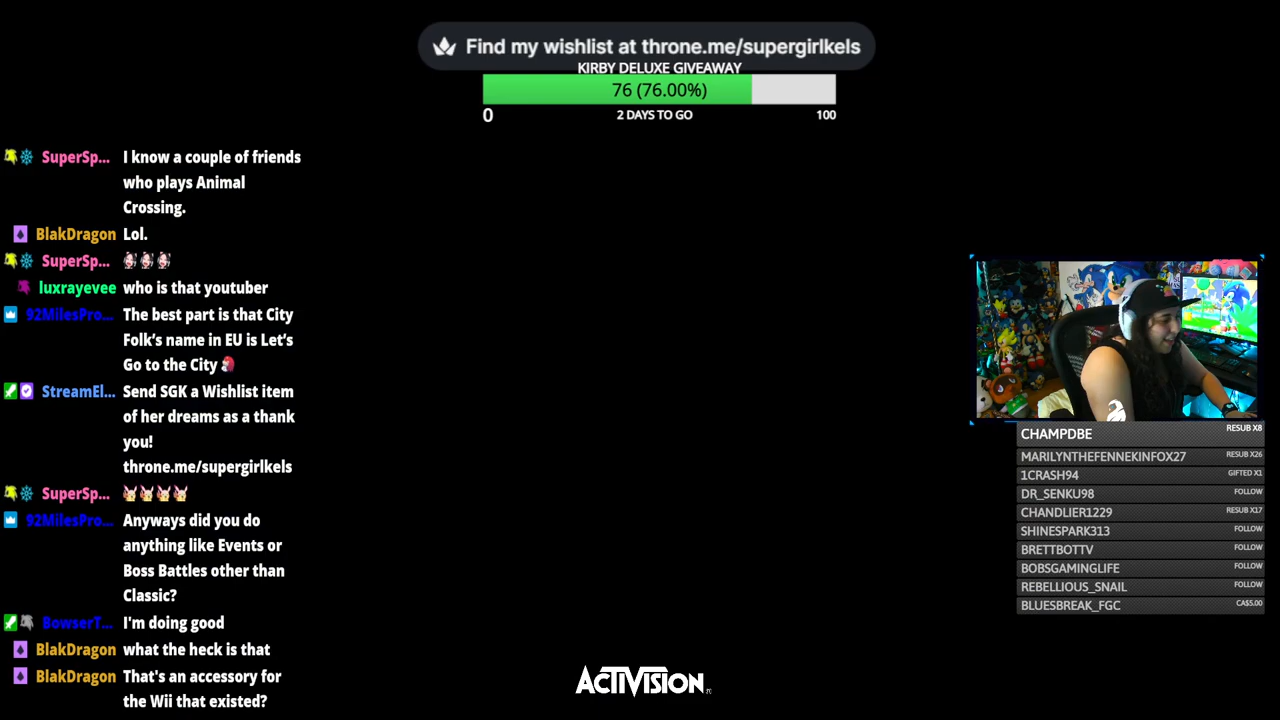 Find my wishlist at throne.me/supergirlkels
KIRBY DELUXE GIVEAWAY
76 (76.00%)
0
2 DAYS TO GO
100
SuperSp... I know a couple of friends
who plays Animal
Crossing.
BlakDragon Lol.
SuperSp...
luxrayevee who is that youtuber
92MilesPro... The best part is that City
Folk's name in EU is Let's
Go to the City
StreamEl... Send SGK a Wishlist item
of her dreams as a thank
you!
throne.me/supergirlkels
SuperSp...
92MilesPro... Anyways did you do
anything like Events or
Boss Battles other than
Classic?
BowserT... I'm doing good
BlakDragon what the heck is that
BlakDragon That's an accessory for
the Wii that existed?
CHAMPDBE RESUB X8
MARILYNTHEFENNEKINFOX27 RESUB X26
1CRASH94 GIFTED X1
DR_SENKU98 FOLLOW
CHANDLIER1229 RESUB X17
SHINESPARK313 FOLLOW
BRETTBOTTV FOLLOW
BOBSGAMINGLIFE FOLLOW
REBELLIOUS_SNAIL FOLLOW
BLUESBREAK_FGC CA$5.00
ACTIVISION